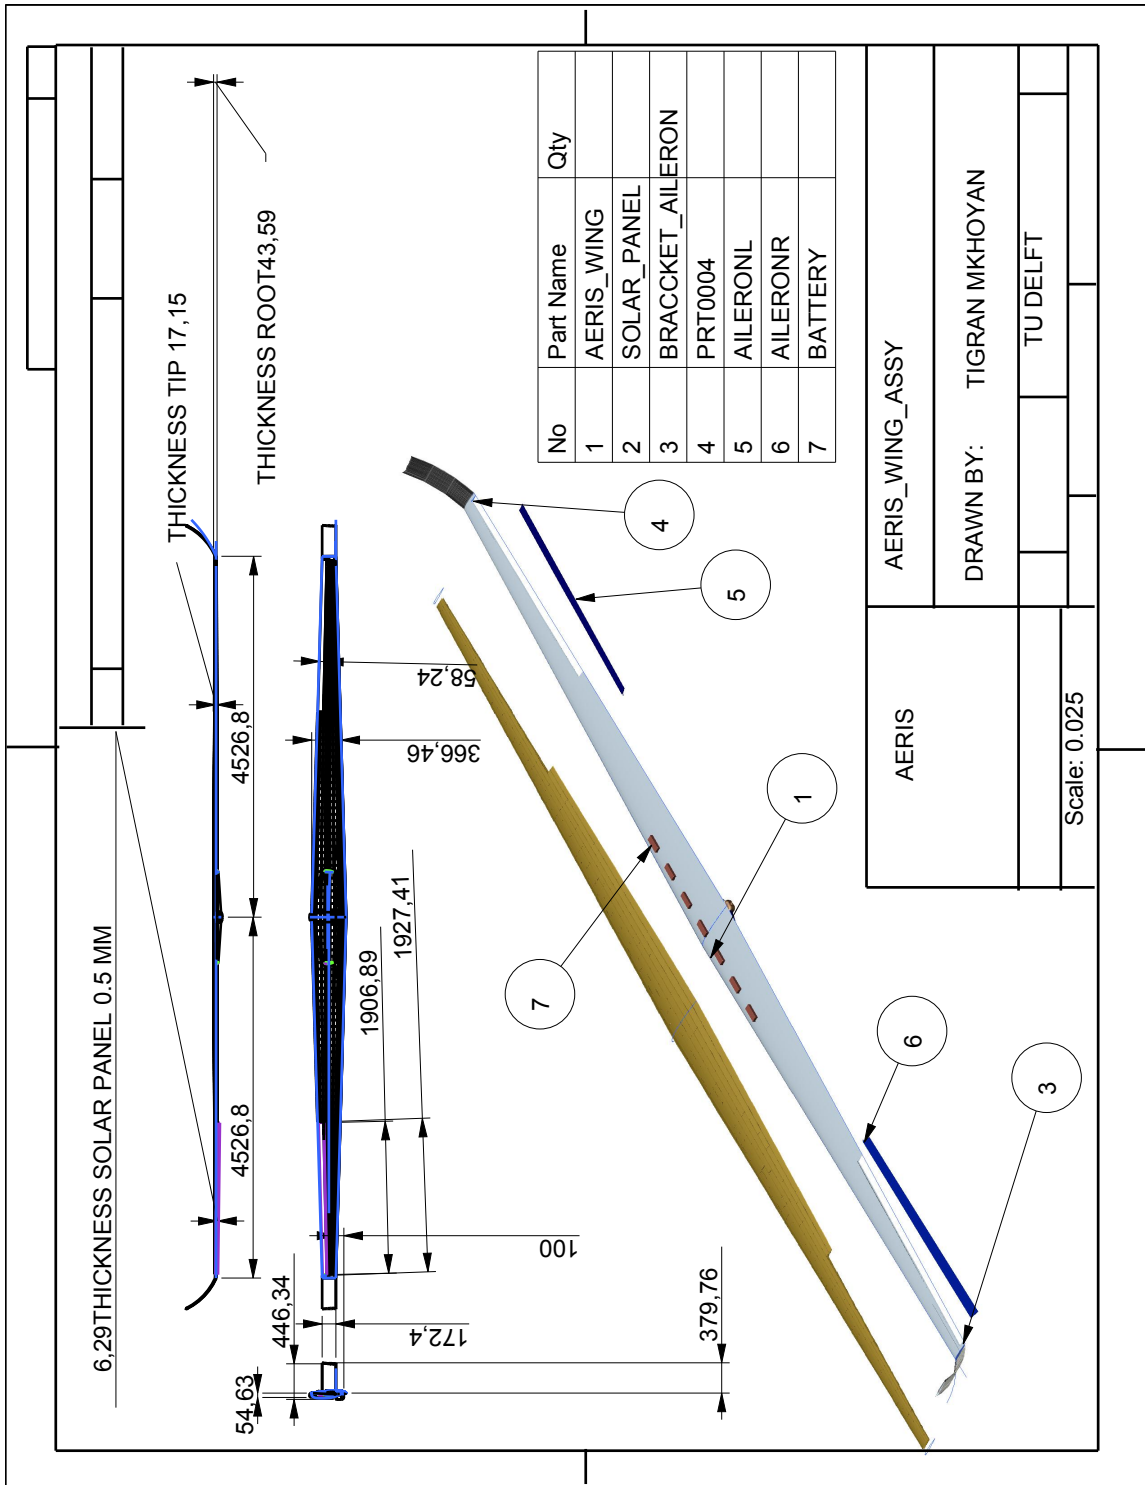 6,29THICKNESS SOLAR PANEL 0.5 MM
THICKNESS TIP 17,15
THICKNESS ROOT43,59
4526,8
4526,8
54,63
446,34
172,4
379,76
100
1906,89
1927,41
366,46
58,24
No Part Name Qty
1 AERIS_WING
2 SOLAR_PANEL
3 BRACCKET_AILERON
4 PRT0004
5 AILERONL
6 AILERONR
7 BATTERY
7
1
6
3
5
4
AERIS
AERIS_WING_ASSY
DRAWN BY: TIGRAN MKHOYAN
TU DELFT
Scale: 0.025